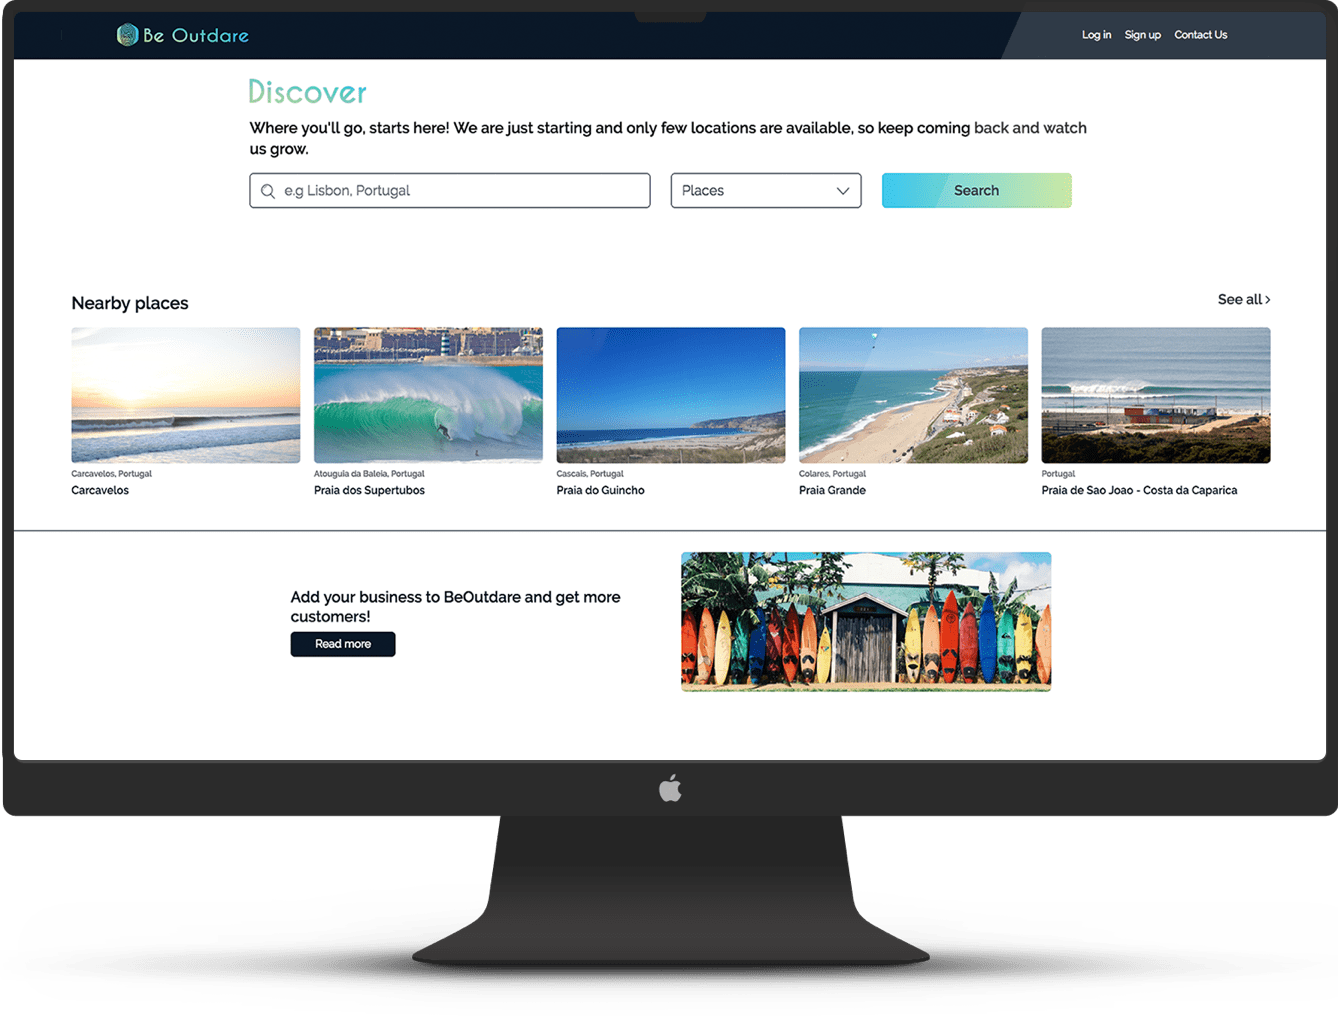 Be Outdare
Log in
Sign up
Contact Us
Discover
Where you'll go, starts here! We are just starting and only few locations are available, so keep coming back and watch
us grow.
e.g Lisbon, Portugal
Places
Search
Nearby places
See all ›
Carcavelos, Portugal
Carcavelos
Atouguia da Baleia, Portugal
Praia dos Supertubos
Cascais, Portugal
Praia do Guincho
Colares, Portugal
Praia Grande
Portugal
Praia de Sao Joao - Costa da Caparica
Add your business to BeOutdare and get more
customers!
Read more